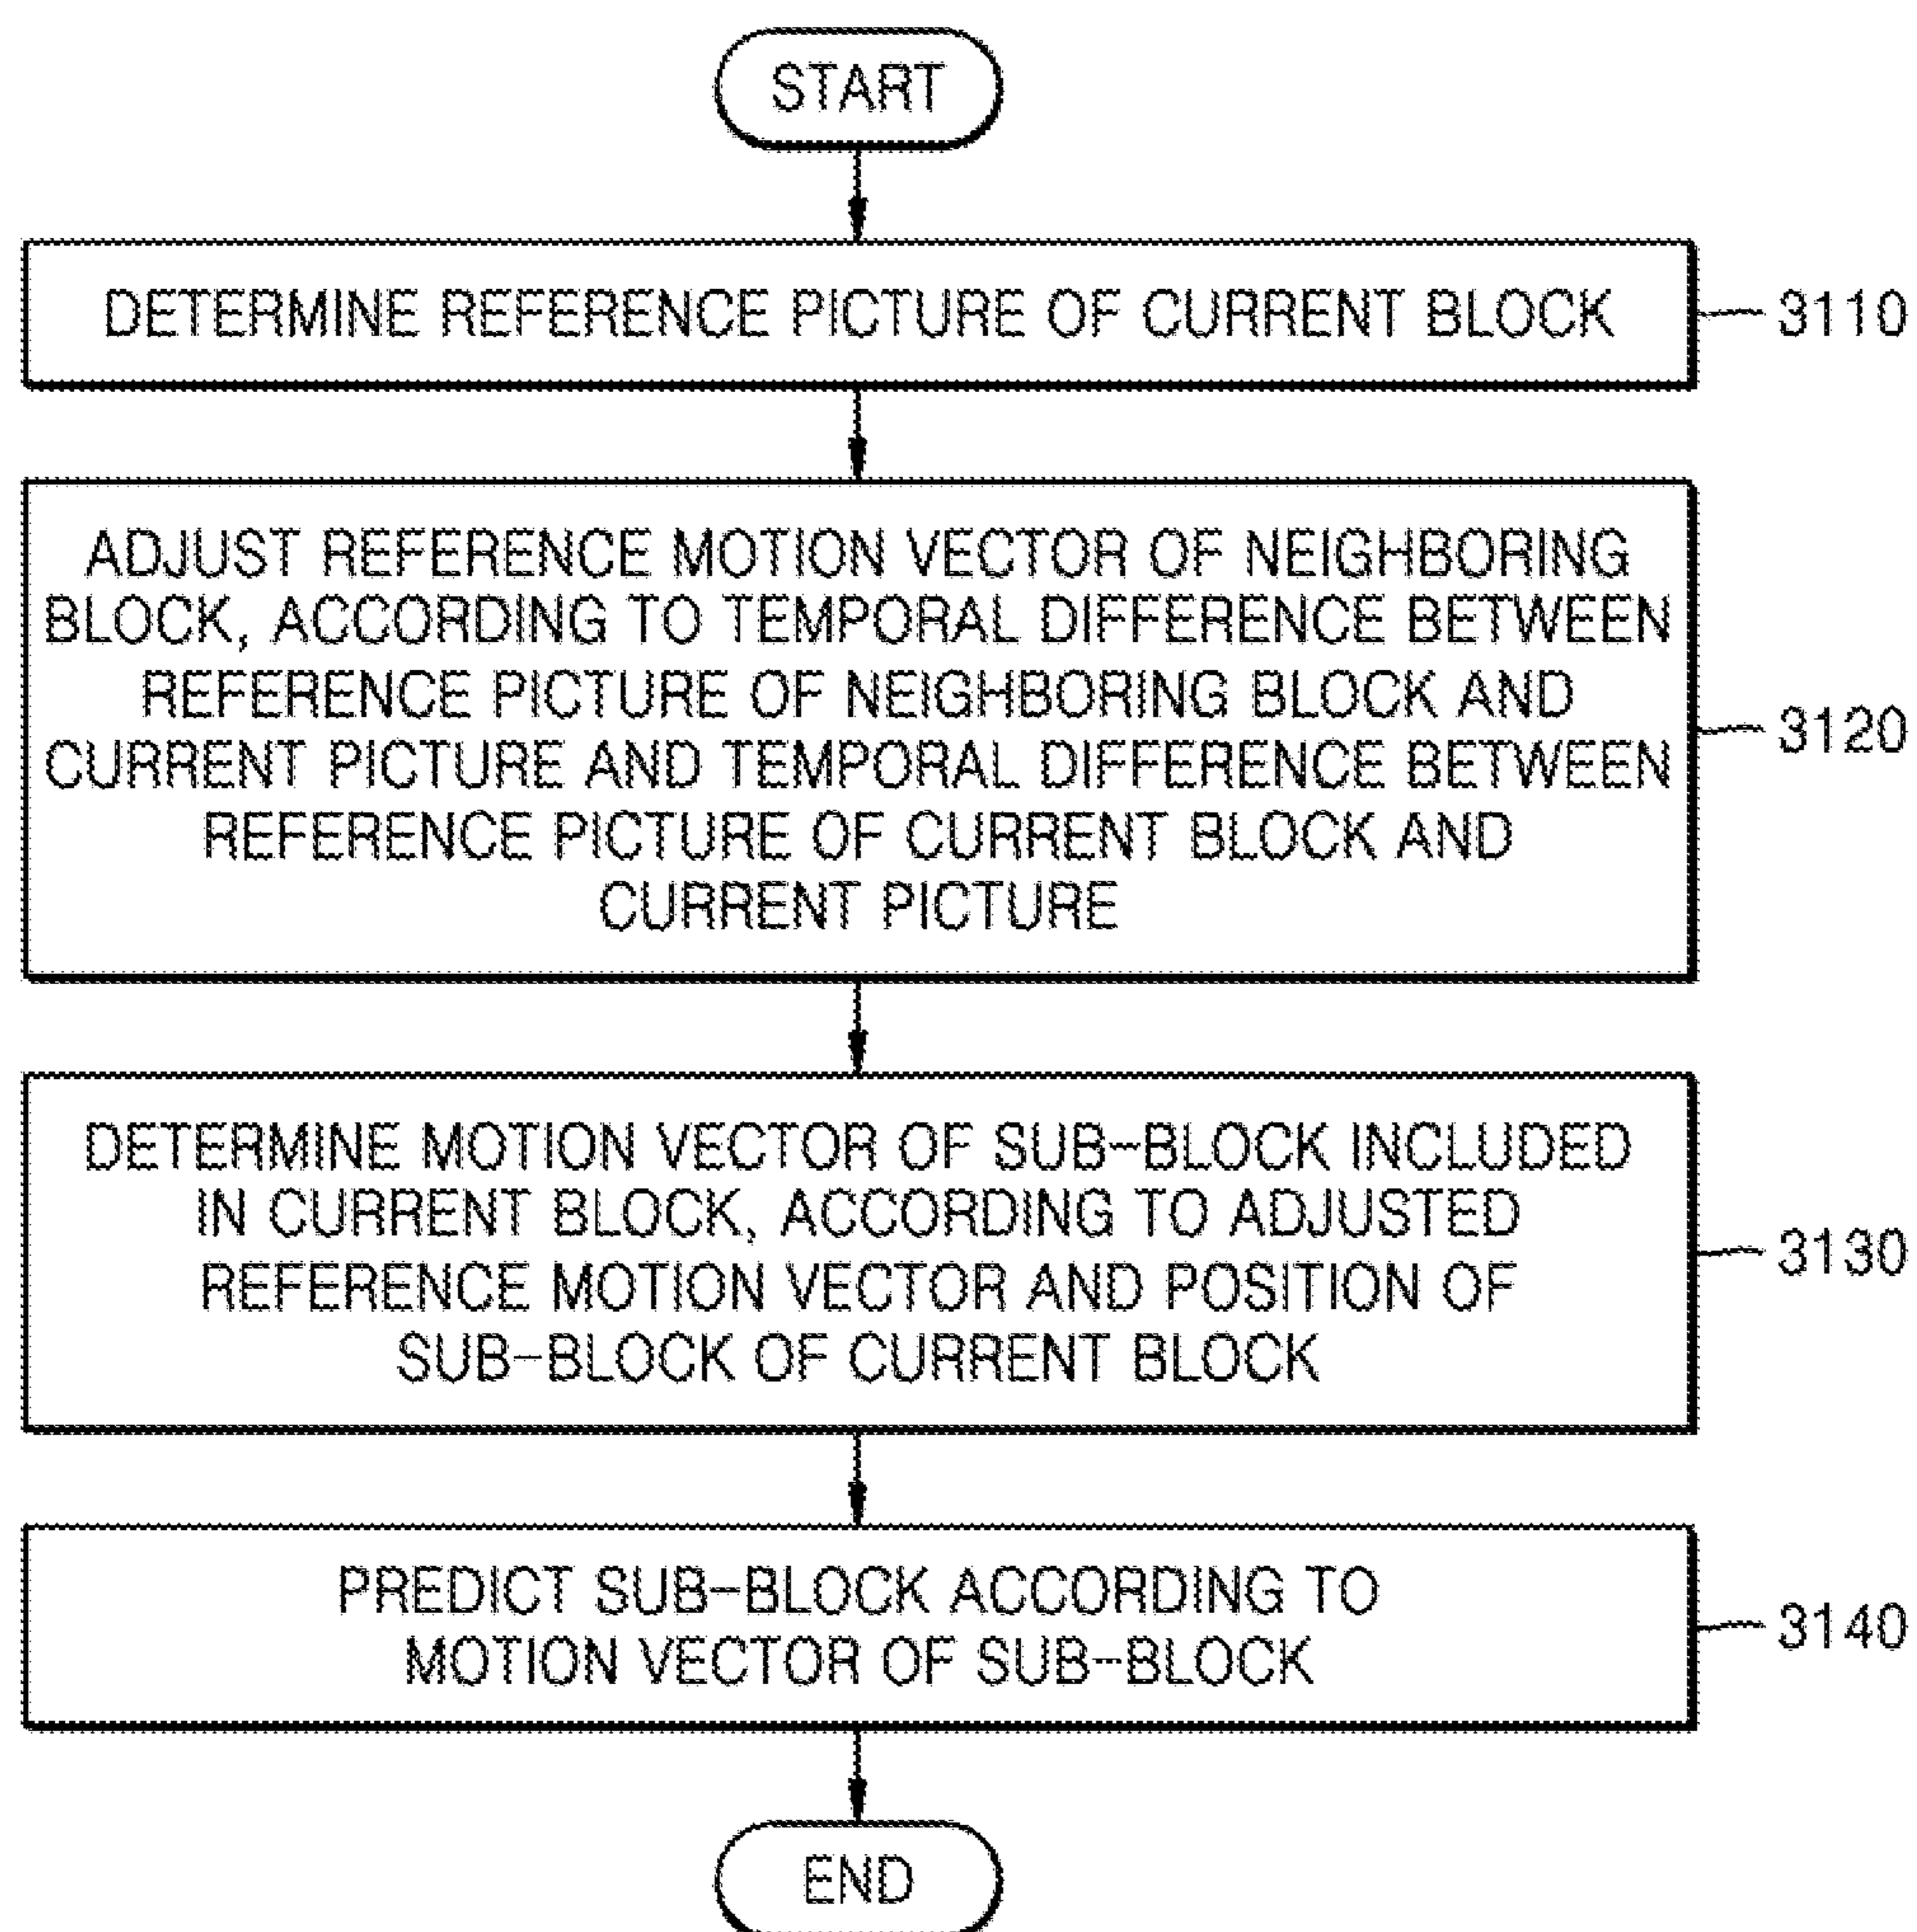 START
DETERMINE REFERENCE PICTURE OF CURRENT BLOCK
3110
ADJUST REFERENCE MOTION VECTOR OF NEIGHBORING
BLOCK, ACCORDING TO TEMPORAL DIFFERENCE BETWEEN
REFERENCE PICTURE OF NEIGHBORING BLOCK AND
CURRENT PICTURE AND TEMPORAL DIFFERENCE BETWEEN
REFERENCE PICTURE OF CURRENT BLOCK AND
CURRENT PICTURE
3120
DETERMINE MOTION VECTOR OF SUB-BLOCK INCLUDED
IN CURRENT BLOCK, ACCORDING TO ADJUSTED
REFERENCE MOTION VECTOR AND POSITION OF
SUB-BLOCK OF CURRENT BLOCK
3130
PREDICT SUB-BLOCK ACCORDING TO
MOTION VECTOR OF SUB-BLOCK
3140
END